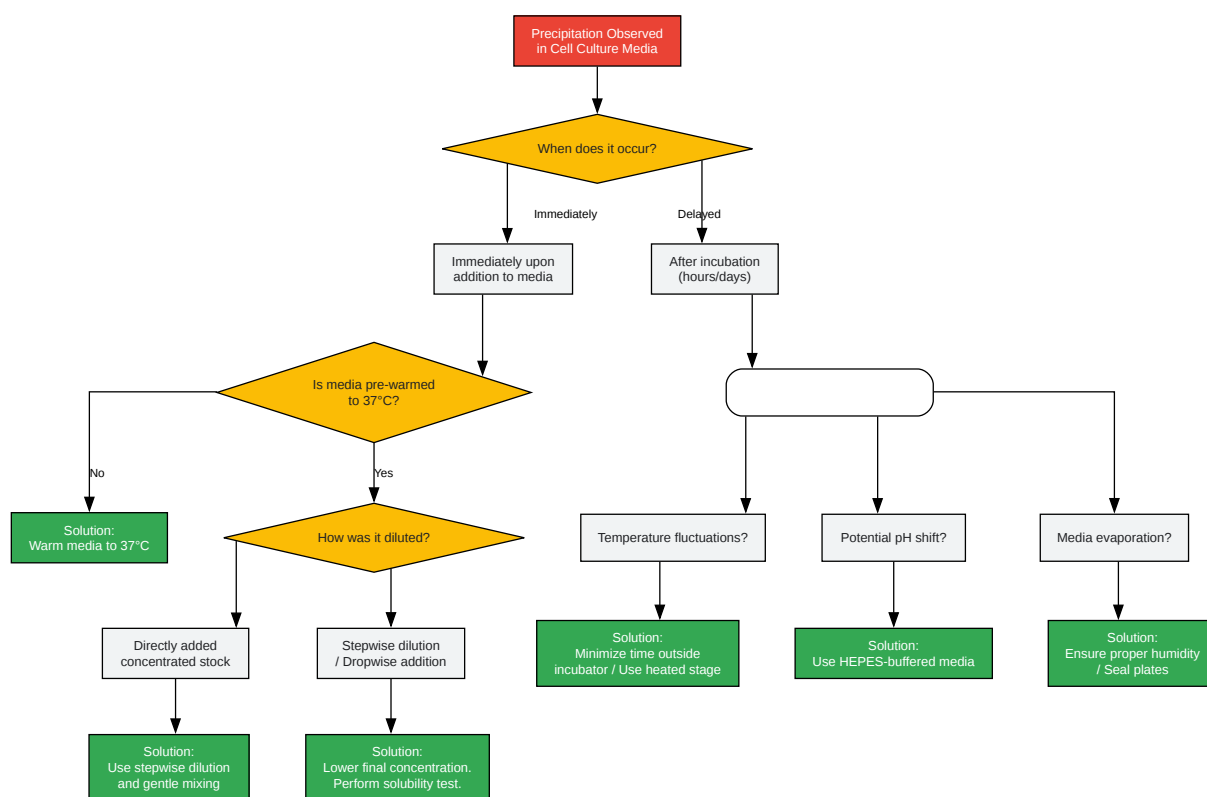 Precipitation Observed
in Cell Culture Media
When does it occur?
Immediately
Delayed
Immediately upon
addition to media
After incubation
(hours/days)
Is media pre-warmed
to 37°C?
No
Yes
Solution:
Warm media to 37°C
How was it diluted?
Temperature fluctuations?
Potential pH shift?
Media evaporation?
Directly added
concentrated stock
Stepwise dilution
/ Dropwise addition
Solution:
Minimize time outside
incubator / Use heated stage
Solution:
Use HEPES-buffered media
Solution:
Ensure proper humidity
/ Seal plates
Solution:
Use stepwise dilution
and gentle mixing
Solution:
Lower final concentration.
Perform solubility test.